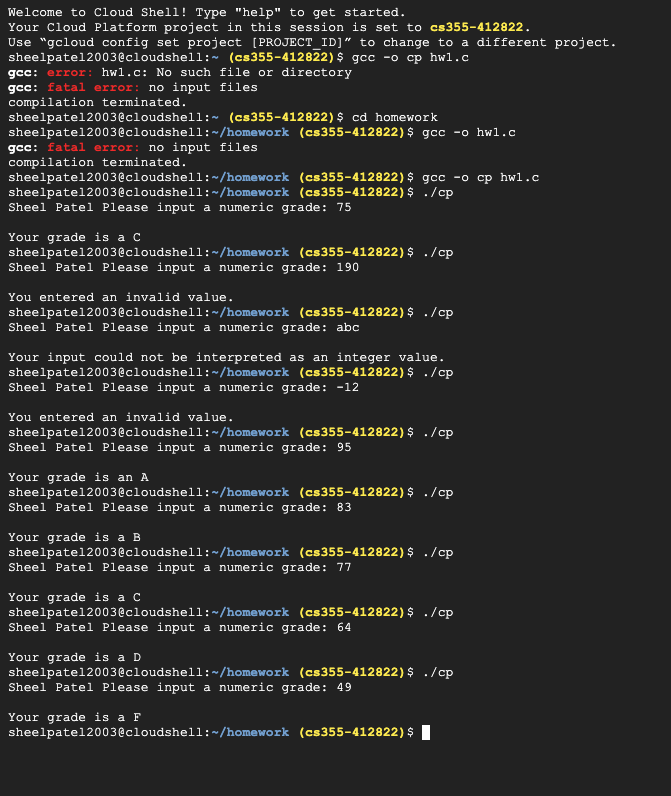 Welcome to Cloud Shell! Type "help" to get started.
Your Cloud Platform project in this session is set to cs355-412822.
Use “gcloud config set project [PROJECT_ID]” to change to a different project.
sheelpatel2003@cloudshell:~ (cs355-412822)$ gcc -o cp hw1.c
gcc: error: hw1.c: No such file or directory
gcc: fatal error: no input files
compilation terminated.
sheelpatel2003@cloudshell:~ (cs355-412822)$ cd homework
sheelpatel2003@cloudshell:~/homework (cs355-412822)$ gcc -o hw1.c
gcc: fatal error: no input files
compilation terminated.
sheelpatel2003@cloudshell:~/homework (cs355-412822)$ gcc -o cp hw1.c
sheelpatel2003@cloudshell:~/homework (cs355-412822)$ ./cp
Sheel Patel Please input a numeric grade: 75
Your grade is a C
sheelpatel2003@cloudshell:~/homework (cs355-412822)$ ./cp
Sheel Patel Please input a numeric grade: 190
You entered an invalid value.
sheelpatel2003@cloudshell:~/homework (cs355-412822)$ ./cp
Sheel Patel Please input a numeric grade: abc
Your input could not be interpreted as an integer value.
sheelpatel2003@cloudshell:~/homework (cs355-412822)$ ./cp
Sheel Patel Please input a numeric grade: -12
You entered an invalid value.
sheelpatel2003@cloudshell:~/homework (cs355-412822)$ ./cp
Sheel Patel Please input a numeric grade: 95
Your grade is an A
sheelpatel2003@cloudshell:~/homework (cs355-412822)$ ./cp
Sheel Patel Please input a numeric grade: 83
Your grade is a B
sheelpatel2003@cloudshell:~/homework (cs355-412822)$ ./cp
Sheel Patel Please input a numeric grade: 77
Your grade is a C
sheelpatel2003@cloudshell:~/homework (cs355-412822)$ ./cp
Sheel Patel Please input a numeric grade: 64
Your grade is a D
sheelpatel2003@cloudshell:~/homework (cs355-412822)$ ./cp
Sheel Patel Please input a numeric grade: 49
Your grade is a F
sheelpatel2003@cloudshell:~/homework (cs355-412822)$